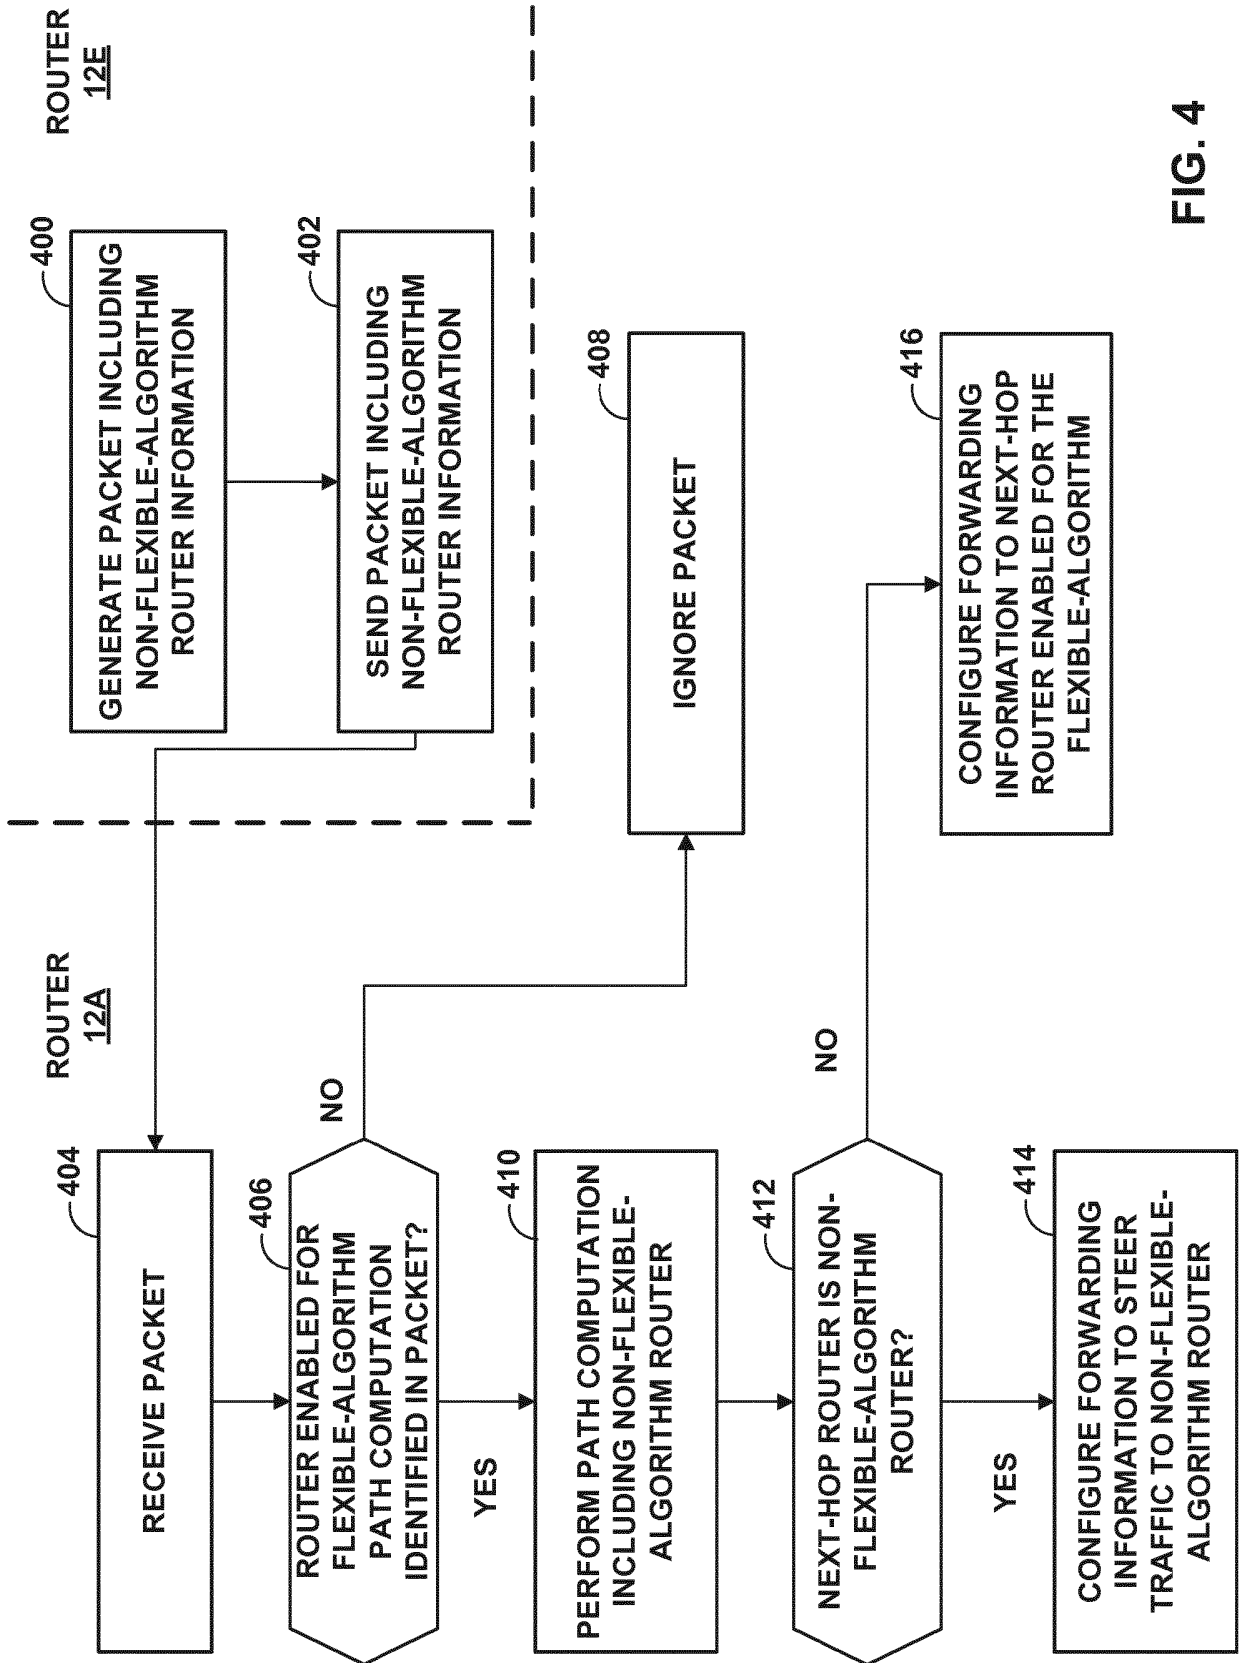 ROUTER
12A
ROUTER
12E
400
GENERATE PACKET INCLUDING
NON-FLEXIBLE-ALGORITHM
ROUTER INFORMATION
402
SEND PACKET INCLUDING
NON-FLEXIBLE-ALGORITHM
ROUTER INFORMATION
404
RECEIVE PACKET
406
ROUTER ENABLED FOR
FLEXIBLE-ALGORITHM
PATH COMPUTATION
IDENTIFIED IN PACKET?
NO
408
IGNORE PACKET
YES
410
PERFORM PATH COMPUTATION
INCLUDING NON-FLEXIBLE-
ALGORITHM ROUTER
412
NEXT-HOP ROUTER IS NON-
FLEXIBLE-ALGORITHM
ROUTER?
NO
416
CONFIGURE FORWARDING
INFORMATION TO NEXT-HOP
ROUTER ENABLED FOR THE
FLEXIBLE-ALGORITHM
YES
414
CONFIGURE FORWARDING
INFORMATION TO STEER
TRAFFIC TO NON-FLEXIBLE-
ALGORITHM ROUTER
FIG. 4